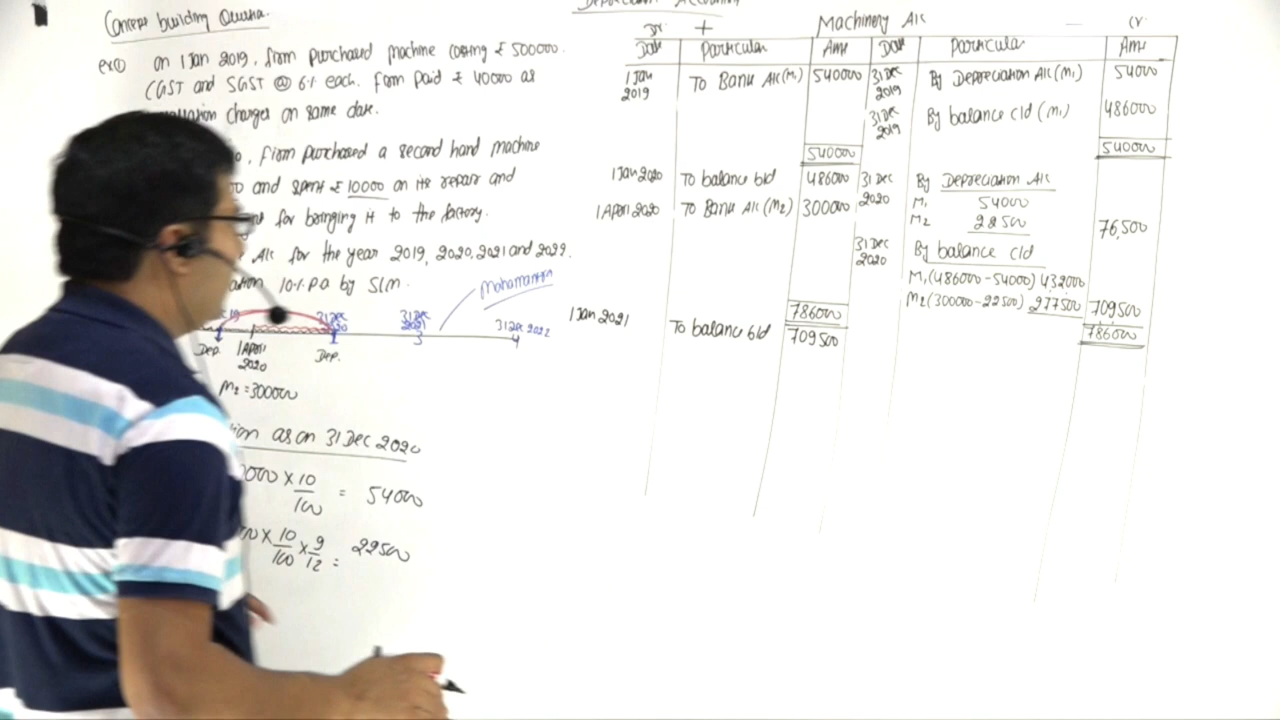 Concept building Question.
ex① on 1 Jan 2019, firm purchased machine costing ₹ 500000.
CGST and SGST @ 6% each. firm paid ₹ 40000 as
charges on same date.
firm purchased a second hand machine
and spent ₹ 10000 on its repair and
for bringing it to the factory.
A/c for the year 2019, 2020, 2021 and 2022.
10% p.a by SLM.
Mohamanton
31 Dec 2022
4
3
1 April
2020
Dep.
Dep.
M2 = 300000
as on 31 Dec 2020
000 × 10/100 = 54000
× 10/100 × 9/12 = 22500
Depreciation Accounting
Dr. + Machinery A/c — Cr.
Date Particular Amt Date Particular Amt
1 Jan 2019 To Bank A/c (M1) 540000 31 Dec 2019 By Depreciation A/c (M1) 54000
31 Dec 2019 By balance c/d (M1) 486000
540000 540000
1 Jan 2020 To balance b/d 486000 31 Dec 2020 By Depreciation A/c
1 April 2020 To Bank A/c (M2) 300000 M1 54000
M2 22500 76,500
31 Dec 2020 By balance c/d
M1 (486000 - 54000) 432000
M2 (300000 - 22500) 277500 709500
786000 786000
1 Jan 2021 To balance b/d 709500